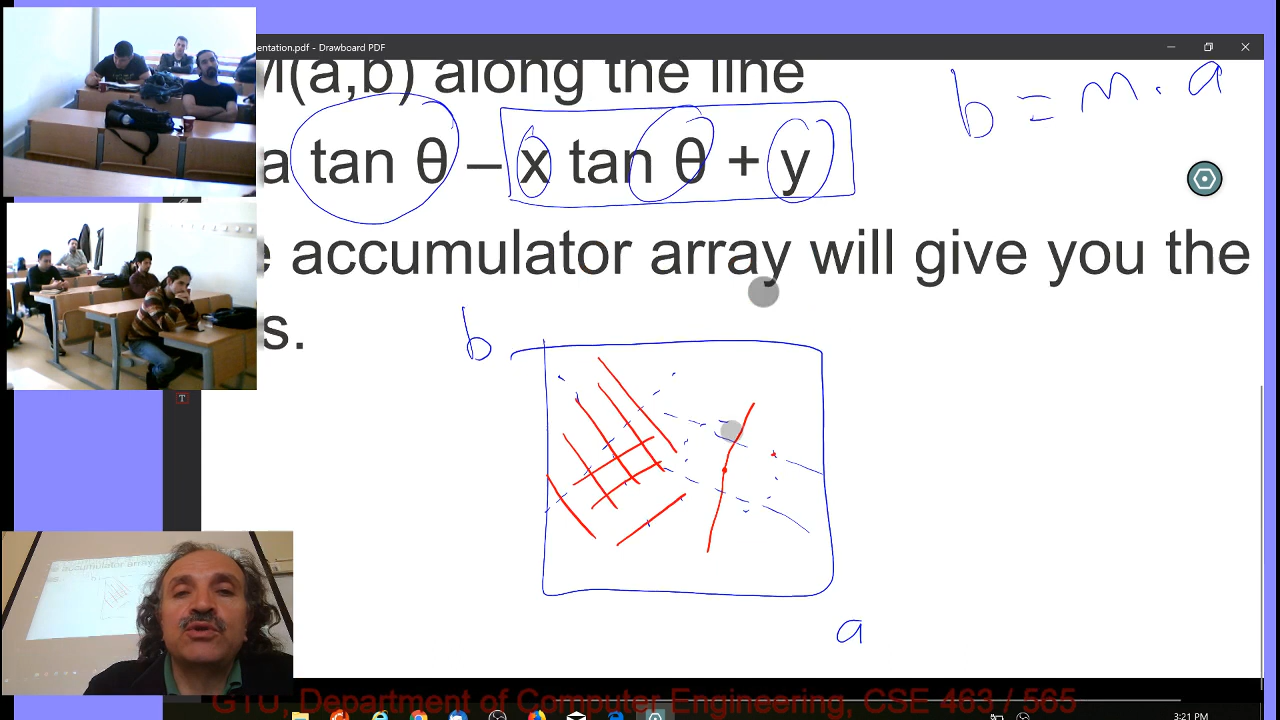 entation.pdf - Drawboard PDF
(a,b) along the line
b = m . a
a tan θ – x tan θ + y
e accumulator array will give you the
s.
b
a
GTU, Department of Computer Engineering, CSE 463 / 565
3:21 PM